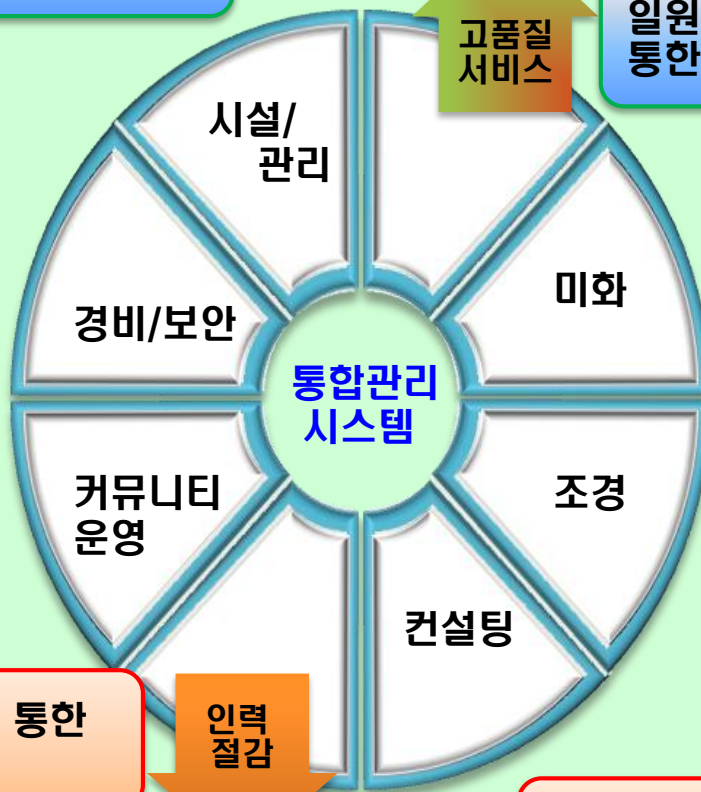 고품질
서비스
일원
통한
시설/
관리
미화
경비/보안
통합관리
시스템
커뮤니티
운영
조경
컨설팅
통한
인력
절감